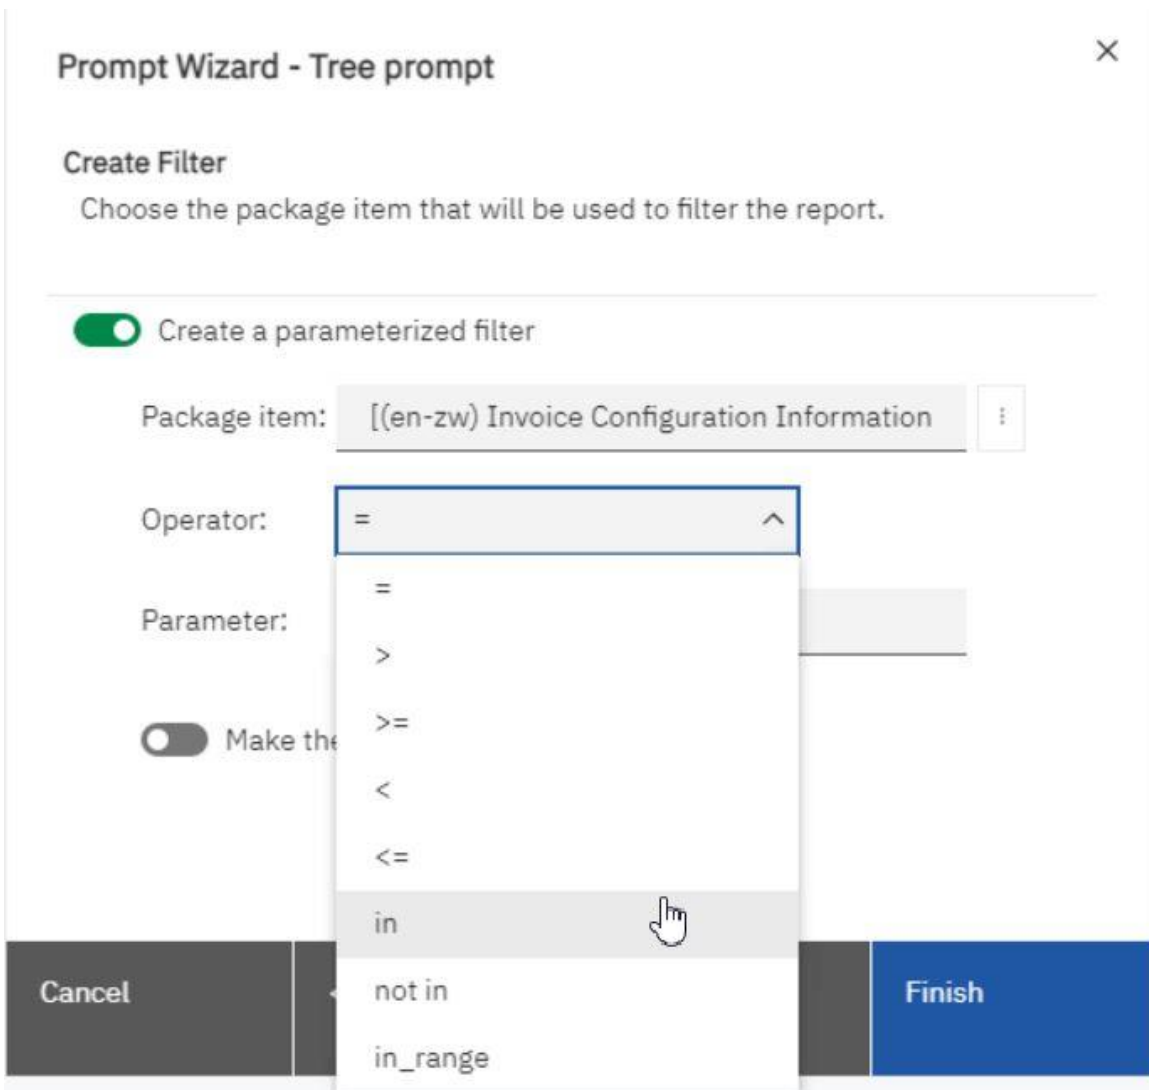 Prompt Wizard - Tree prompt
Create Filter
Choose the package item that will be used to filter the report.
Create a parameterized filter
Package item: [(en-zw) Invoice Configuration Information
Operator: =
=
Parameter:
>
>=
Make the
<
<=
in
Cancel
not in
Finish
in_range